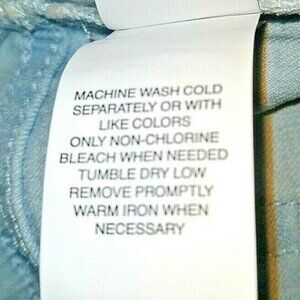 MACHINE WASH COLD
SEPARATELY OR WITH
LIKE COLORS
ONLY NON-CHLORINE
BLEACH WHEN NEEDED
TUMBLE DRY LOW
REMOVE PROMPTLY
WARM IRON WHEN
NECESSARY